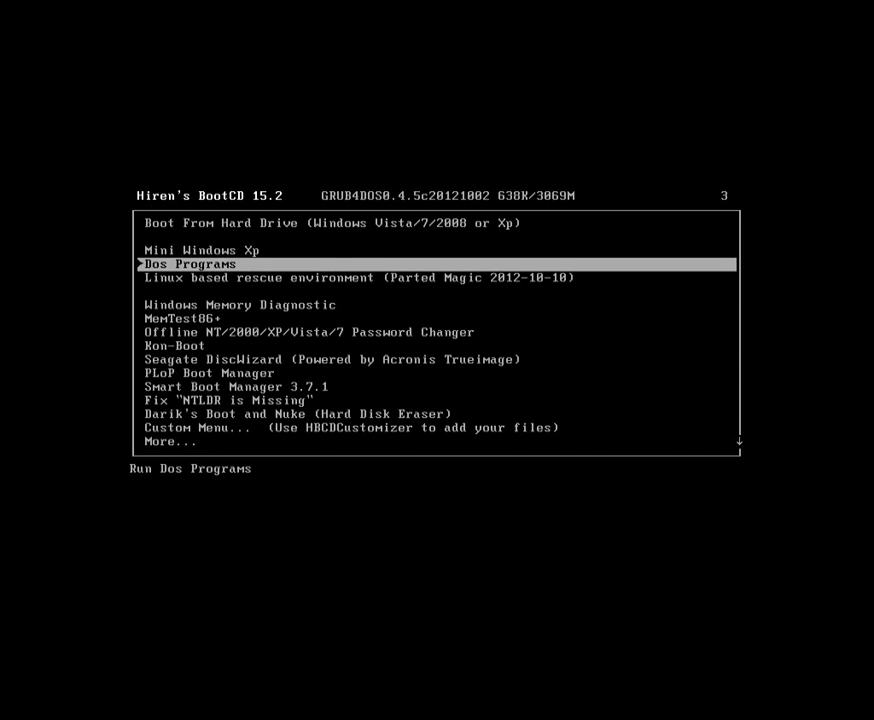 Hiren's BootCD 15.2 GRUB4DOS0.4.5c20121002 638K/3069M 3
Boot From Hard Drive (Windows Vista/7/2008 or Xp)
Mini Windows Xp
Dos Programs
Linux based rescue environment (Parted Magic 2012-10-10)
Windows Memory Diagnostic
MemTest86+
Offline NT/2000/XP/Vista/7 Password Changer
Kon-Boot
Seagate DiscWizard (Powered by Acronis Trueimage)
PLoP Boot Manager
Smart Boot Manager 3.7.1
Fix "NTLDR is Missing"
Darik's Boot and Nuke (Hard Disk Eraser)
Custom Menu... (Use HBCDCustomizer to add your files)
More...
Run Dos Programs